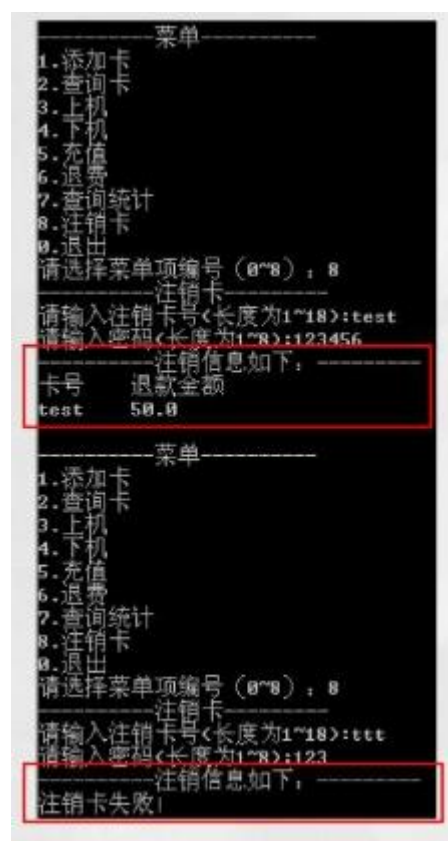 ----------菜单----------
1.添加卡
2.查询卡
3.上机
4.下机
5.充值
6.退费
7.查询统计
8.注销卡
0.退出
请选择菜单项编号（0~8）：8
----------注销卡----------
请输入注销卡号<长度为1~18>:test
请输入密码<长度为1~8>:123456
----------注销信息如下：----------
卡号 退款金额
test 50.0
----------菜单----------
1.添加卡
2.查询卡
3.上机
4.下机
5.充值
6.退费
7.查询统计
8.注销卡
0.退出
请选择菜单项编号（0~8）：8
----------注销卡----------
请输入注销卡号<长度为1~18>:ttt
请输入密码<长度为1~8>:123
----------注销信息如下：----------
注销卡失败!